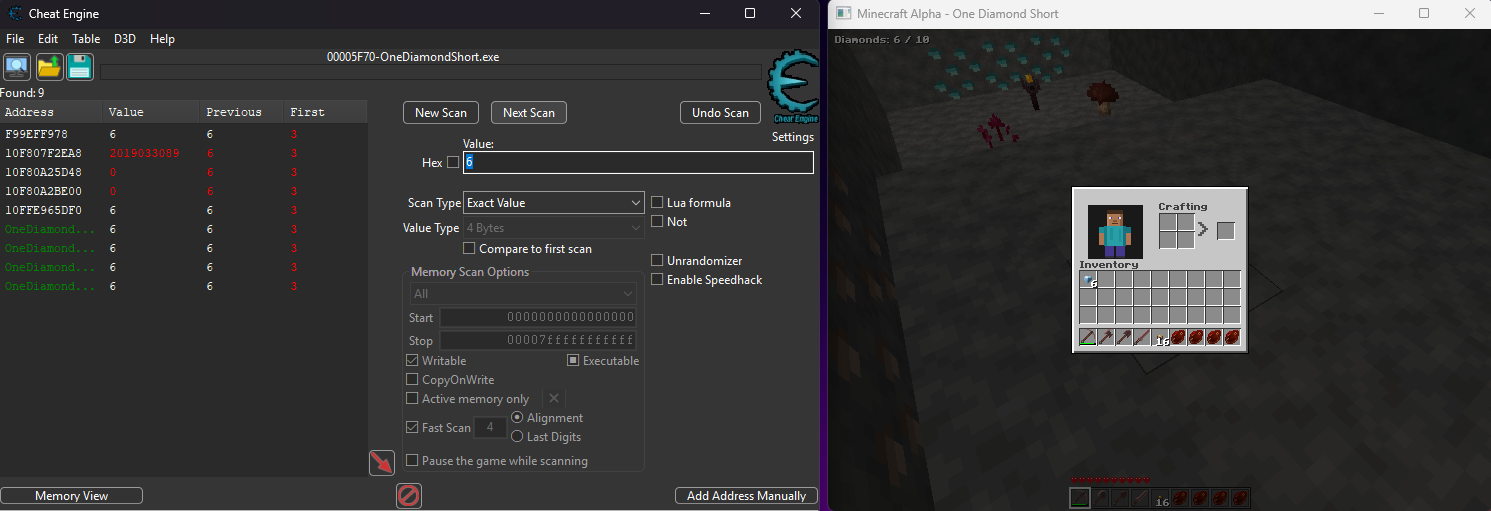 Cheat Engine
File Edit Table D3D Help
00005F70-OneDiamondShort.exe
Cheat Engine
Found: 9
Address Value Previous First
F99EFF978 6 6 3
10F807F2EA8 2019033089 6 3
10F80A25D48 0 6 3
10F80A2BE00 0 6 3
10FFE965DF0 6 6 3
OneDiamond... 6 6 3
OneDiamond... 6 6 3
OneDiamond... 6 6 3
OneDiamond... 6 6 3
Memory View
New Scan Next Scan Undo Scan
Settings
Value:
Hex 6
Scan Type Exact Value
Lua formula
Value Type 4 Bytes
Not
Compare to first scan
Unrandomizer
Enable Speedhack
Memory Scan Options
All
Start 0000000000000000
Stop 00007fffffffffff
Writable Executable
CopyOnWrite
Active memory only
Fast Scan 4 Alignment
Last Digits
Pause the game while scanning
Add Address Manually
Minecraft Alpha - One Diamond Short
Diamonds: 6 / 10
Crafting
Inventory
6
16
16